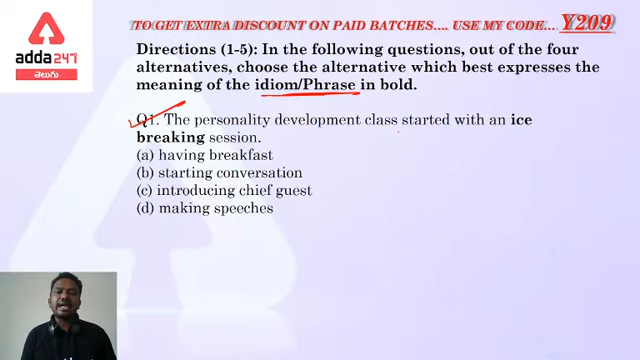 TO GET EXTRA DISCOUNT ON PAID BATCHES.... USE MY CODE... Y209
adda247
తెలుగు
Directions (1-5): In the following questions, out of the four
alternatives, choose the alternative which best expresses the
meaning of the idiom/Phrase in bold.
Q1. The personality development class started with an ice
breaking session.
(a) having breakfast
(b) starting conversation
(c) introducing chief guest
(d) making speeches